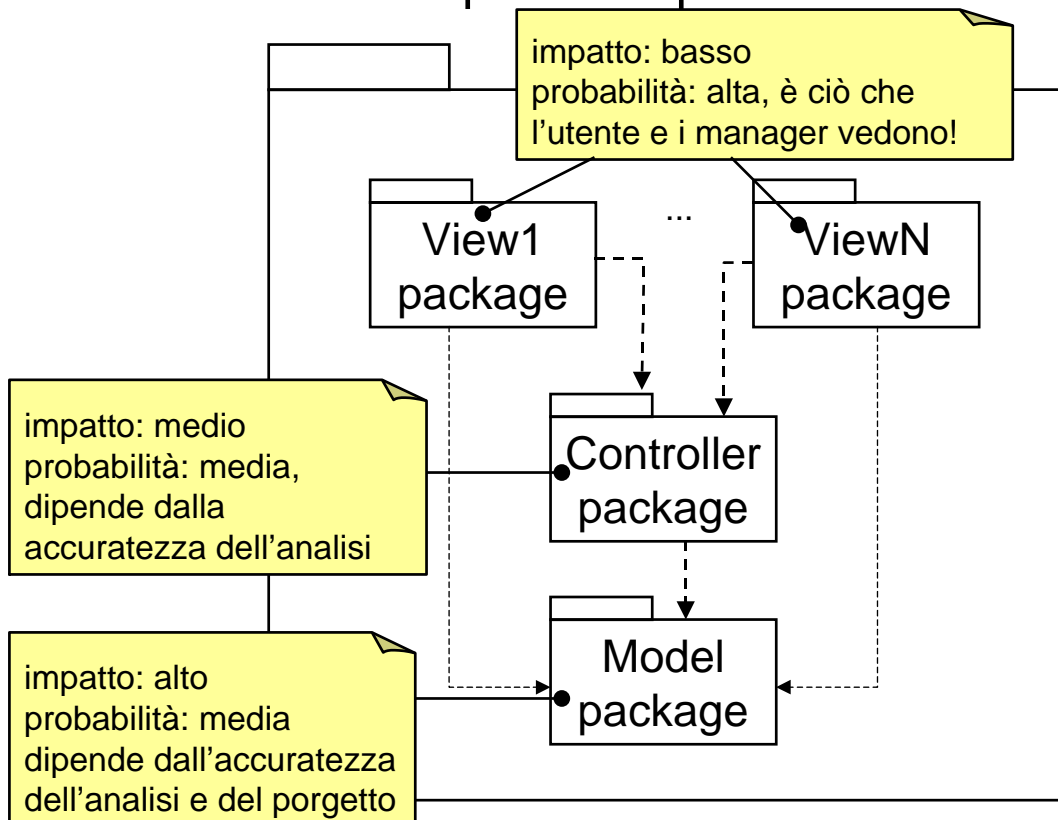 impatto: basso
probabilità: alta, è ciò che
l’utente e i manager vedono!
View1
package
...
ViewN
package
impatto: medio
probabilità: media,
dipende dalla
accuratezza dell’analisi
Controller
package
impatto: alto
probabilità: media
dipende dall’accuratezza
dell’analisi e del porgetto
Model
package